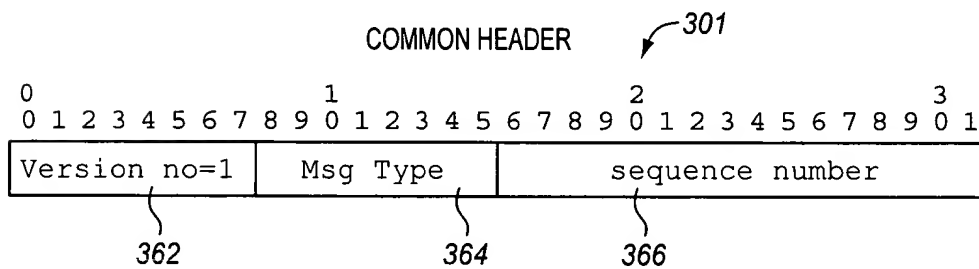 COMMON HEADER 301
0 1 2 3
0 1 2 3 4 5 6 7 8 9 0 1 2 3 4 5 6 7 8 9 0 1 2 3 4 5 6 7 8 9 0 1
Version no=1 Msg Type sequence number
362 364 366